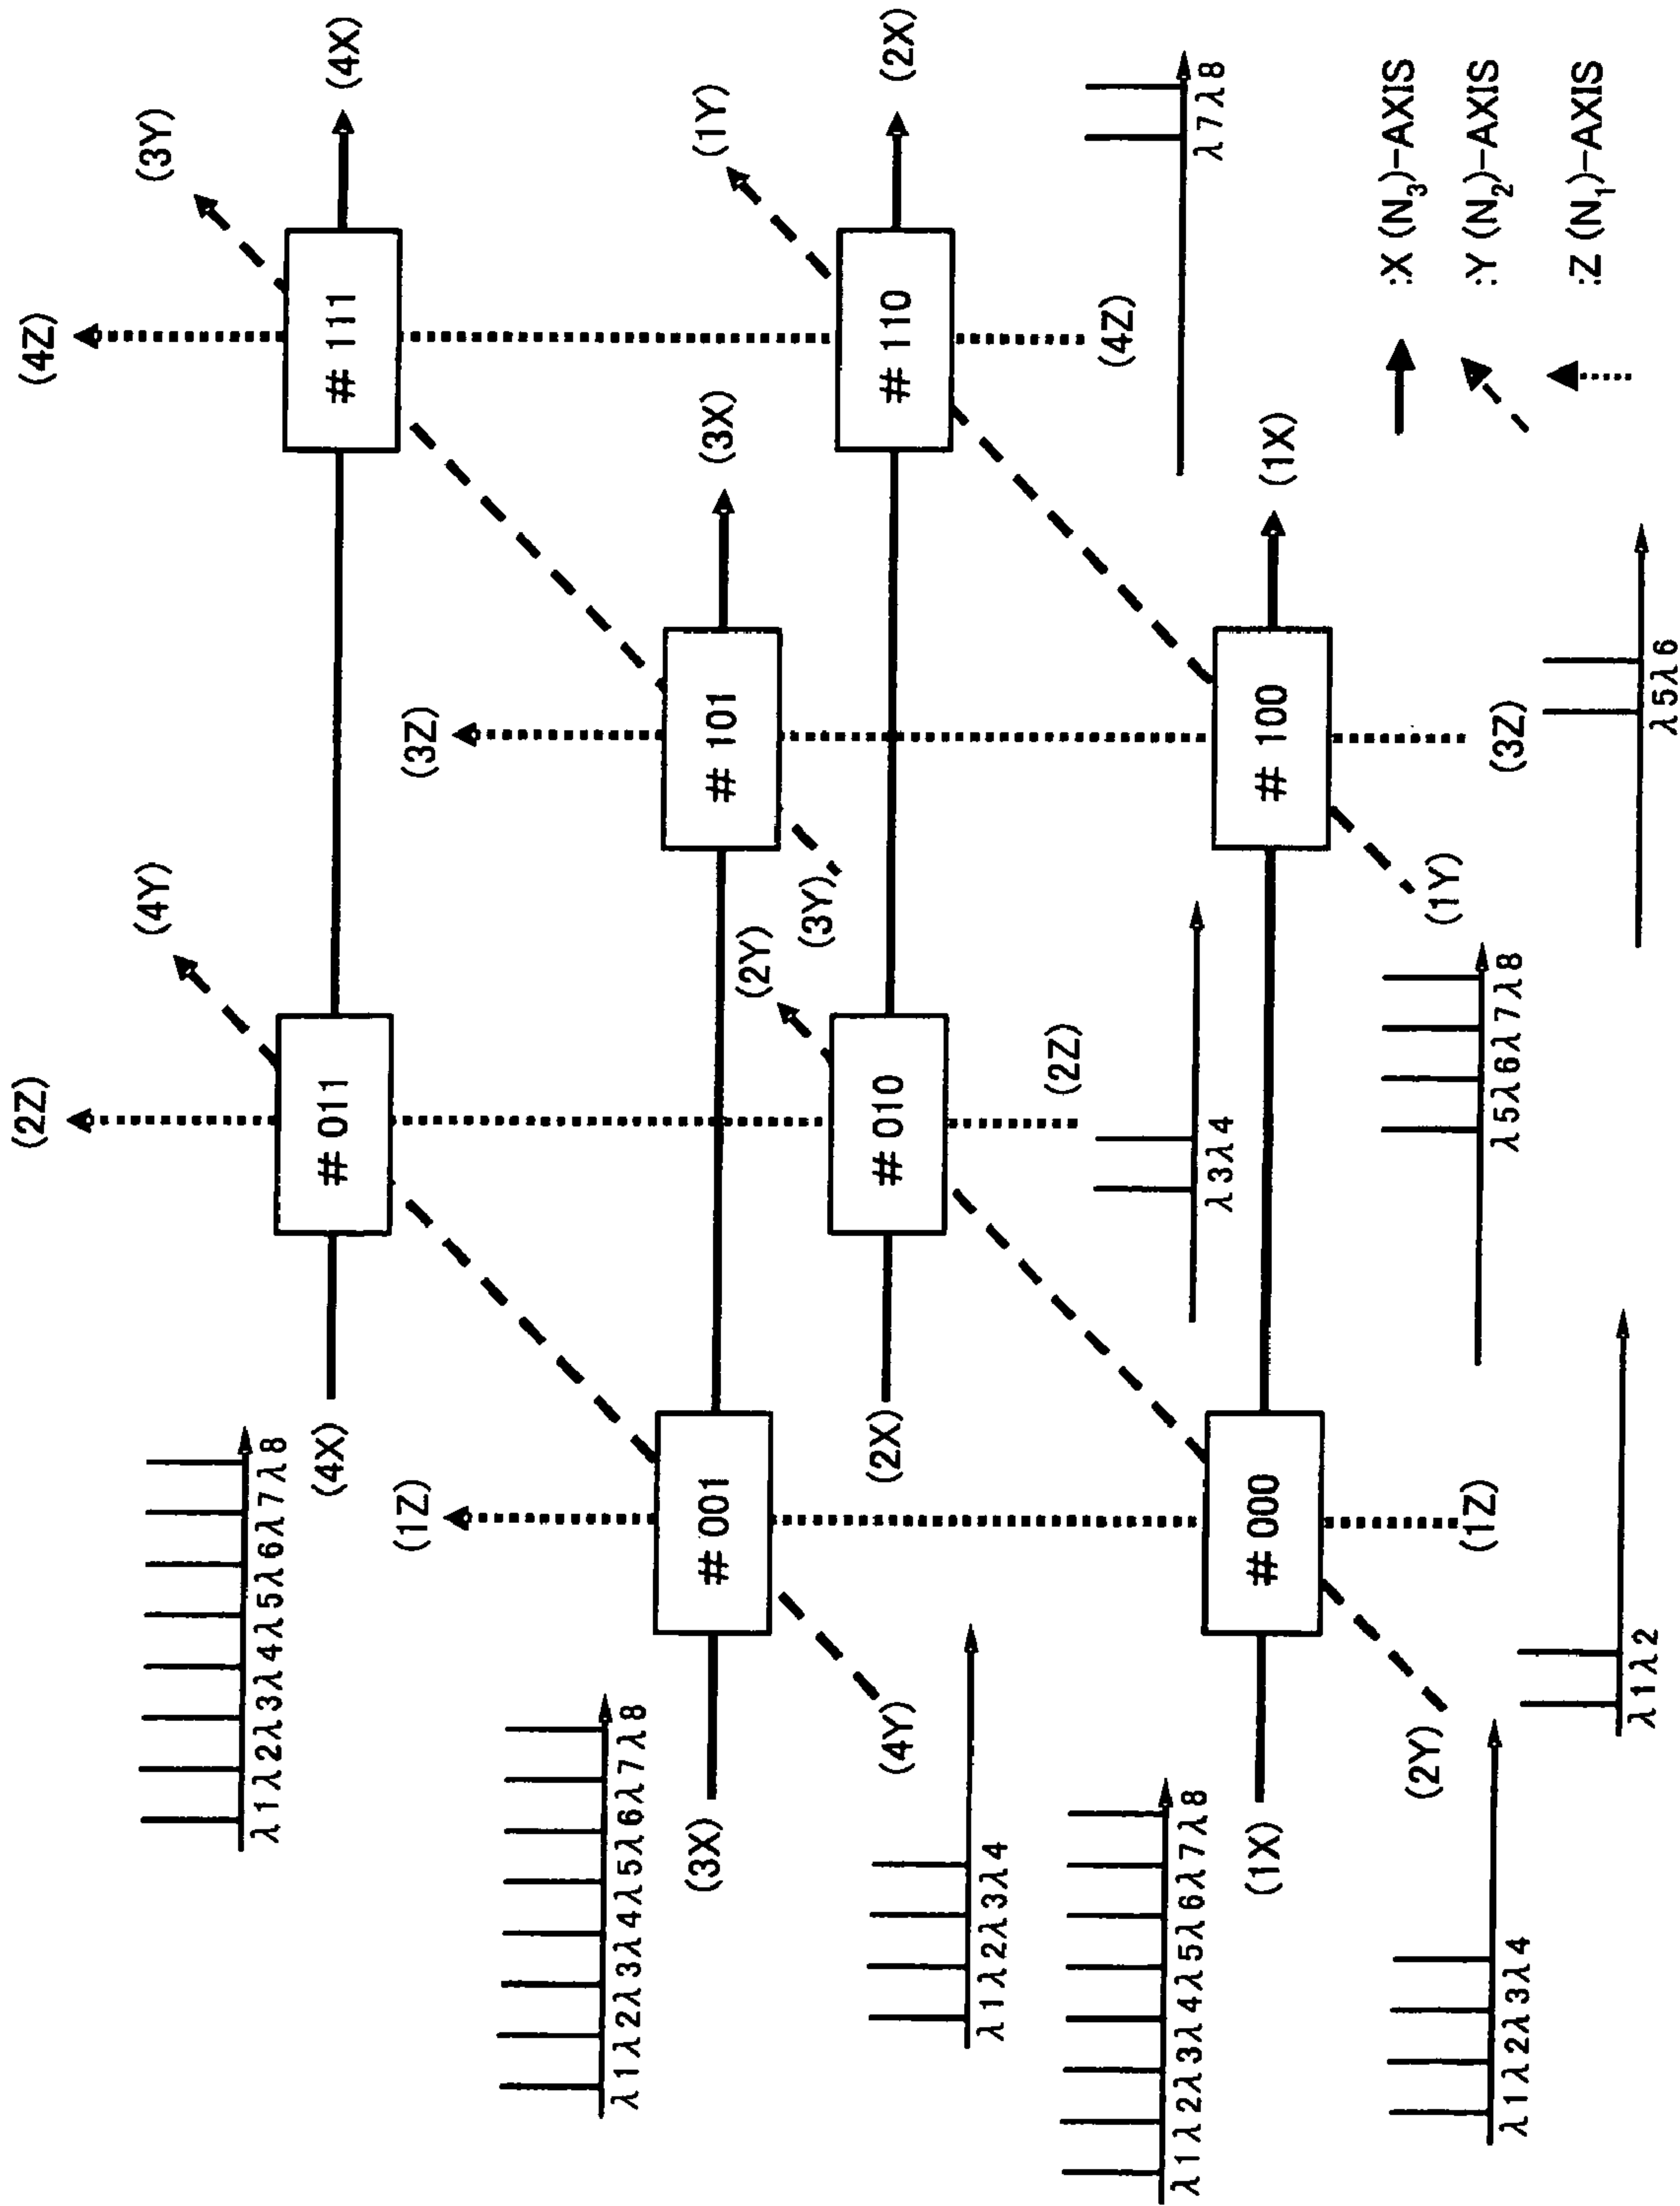 (2Z)
(4Z)
(4Y)
(3Y)
λ1λ2λ3λ4λ5λ6λ7λ8
(4X)
# 011
# 111
(4X)
(1Z)
(3Z)
λ1λ2λ3λ4λ5λ6λ7λ8
(3X)
# 001
# 101
(3X)
(2Y)
(3Y)
(1Y)
(4Y)
(2X)
# 010
# 110
(2X)
λ1λ2λ3λ4
(2Z)
(4Z)
λ1λ2λ3λ4λ5λ6λ7λ8
λ3λ4
λ7λ8
(1X)
# 000
# 100
(1X)
(2Y)
(1Y)
(1Z)
(3Z)
λ1λ2λ3λ4
λ5λ6λ7λ8
λ1λ2
λ5λ6
:X (N₃)-AXIS
:Y (N₂)-AXIS
:Z (N₁)-AXIS